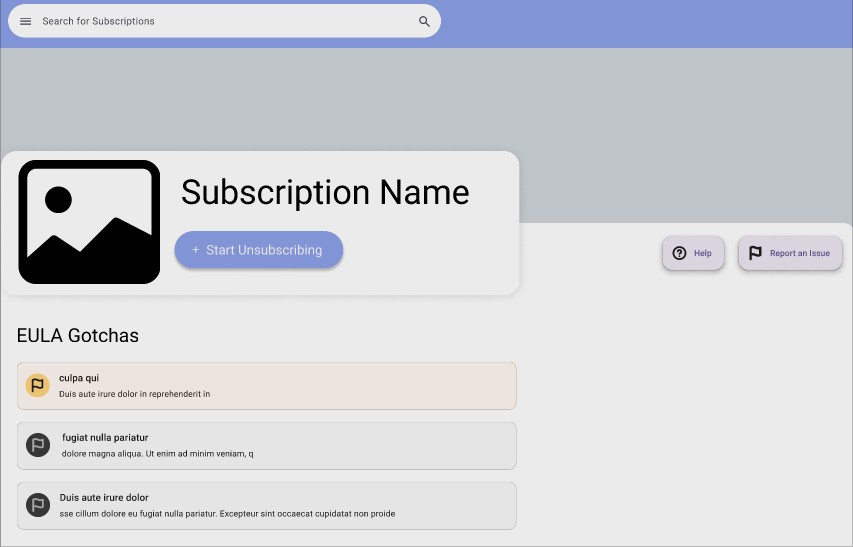 Search for Subscriptions
Subscription Name
+ Start Unsubscribing
Help
Report an Issue
EULA Gotchas
culpa qui
Duis aute irure dolor in reprehenderit in
fugiat nulla pariatur
dolore magna aliqua. Ut enim ad minim veniam, q
Duis aute irure dolor
sse cillum dolore eu fugiat nulla pariatur. Excepteur sint occaecat cupidatat non proide